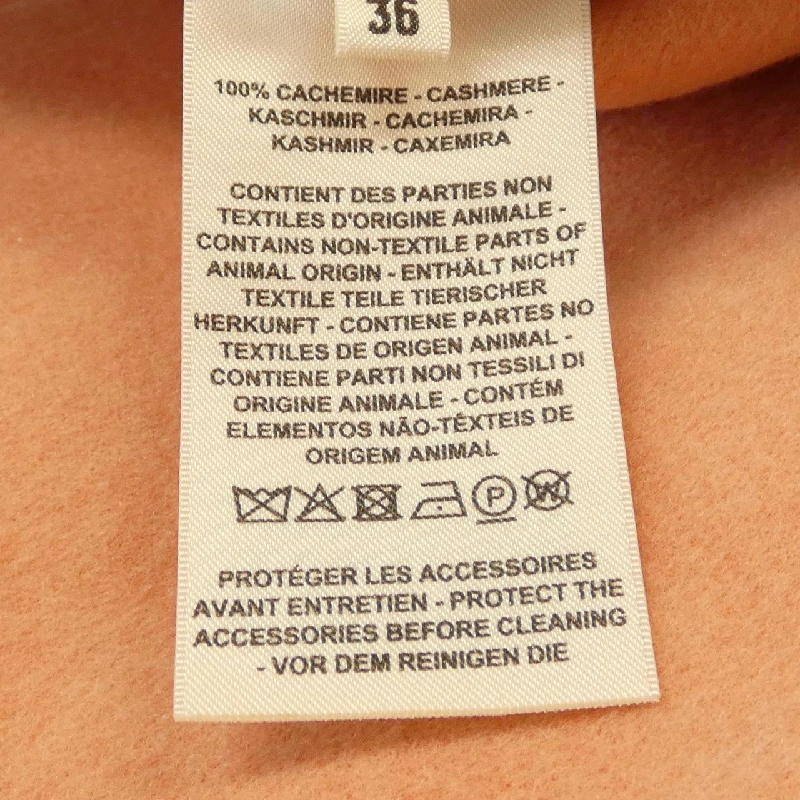 36
100% CACHEMIRE - CASHMERE -
KASCHMIR - CACHEMIRA -
KASHMIR - CAXEMIRA
CONTIENT DES PARTIES NON
TEXTILES D'ORIGINE ANIMALE -
CONTAINS NON-TEXTILE PARTS OF
ANIMAL ORIGIN - ENTHÄLT NICHT
TEXTILE TEILE TIERISCHER
HERKUNFT - CONTIENE PARTES NO
TEXTILES DE ORIGEN ANIMAL -
CONTIENE PARTI NON TESSILI DI
ORIGINE ANIMALE - CONTÉM
ELEMENTOS NÃO-TÊXTEIS DE
ORIGEM ANIMAL
P W
PROTÉGER LES ACCESSOIRES
AVANT ENTRETIEN - PROTECT THE
ACCESSORIES BEFORE CLEANING
- VOR DEM REINIGEN DIE